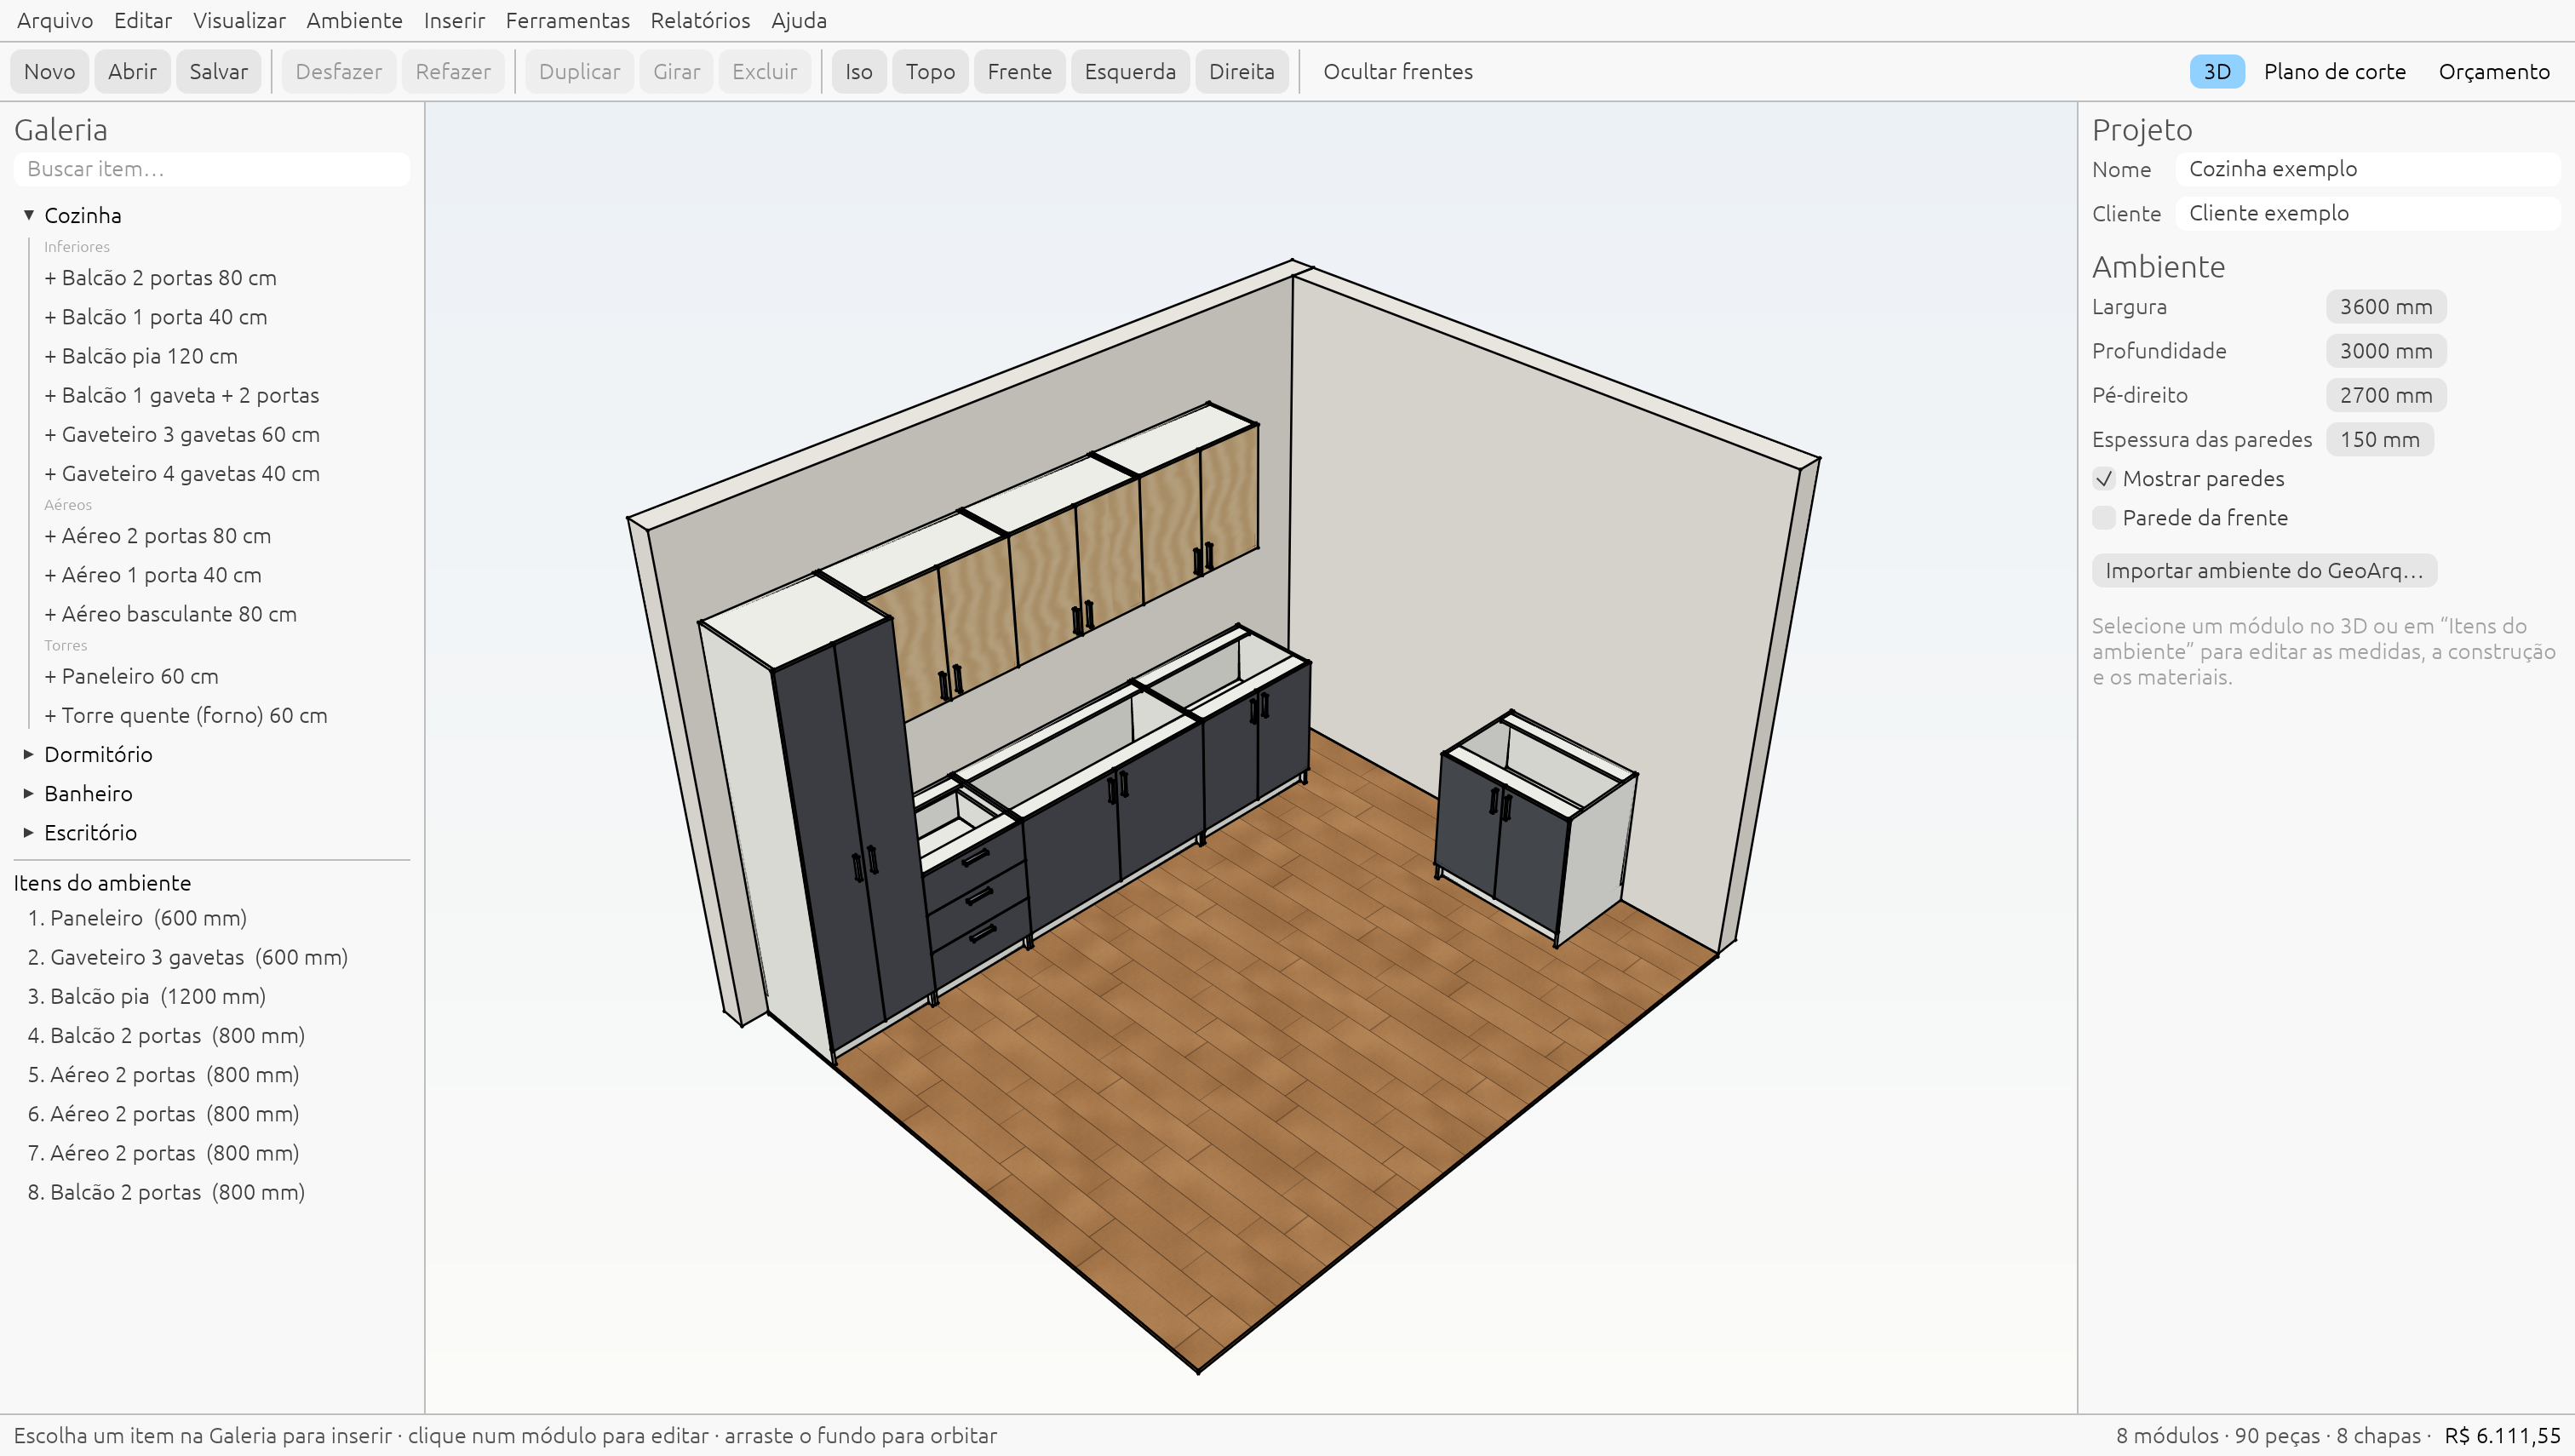 Arquivo Editar Visualizar Ambiente Inserir Ferramentas Relatórios Ajuda
Novo Abrir Salvar Desfazer Refazer Duplicar Girar Excluir Iso Topo Frente Esquerda Direita Ocultar frentes 3D Plano de corte Orçamento
Galeria
Buscar item…
▼ Cozinha
Inferiores
+ Balcão 2 portas 80 cm
+ Balcão 1 porta 40 cm
+ Balcão pia 120 cm
+ Balcão 1 gaveta + 2 portas
+ Gaveteiro 3 gavetas 60 cm
+ Gaveteiro 4 gavetas 40 cm
Aéreos
+ Aéreo 2 portas 80 cm
+ Aéreo 1 porta 40 cm
+ Aéreo basculante 80 cm
Torres
+ Paneleiro 60 cm
+ Torre quente (forno) 60 cm
▶ Dormitório
▶ Banheiro
▶ Escritório
Itens do ambiente
1. Paneleiro (600 mm)
2. Gaveteiro 3 gavetas (600 mm)
3. Balcão pia (1200 mm)
4. Balcão 2 portas (800 mm)
5. Aéreo 2 portas (800 mm)
6. Aéreo 2 portas (800 mm)
7. Aéreo 2 portas (800 mm)
8. Balcão 2 portas (800 mm)
Projeto
Nome Cozinha exemplo
Cliente Cliente exemplo
Ambiente
Largura 3600 mm
Profundidade 3000 mm
Pé-direito 2700 mm
Espessura das paredes 150 mm
Mostrar paredes
Parede da frente
Importar ambiente do GeoArq…
Selecione um módulo no 3D ou em “Itens do
ambiente” para editar as medidas, a construção
e os materiais.
Escolha um item na Galeria para inserir · clique num módulo para editar · arraste o fundo para orbitar
8 módulos · 90 peças · 8 chapas · R$ 6.111,55